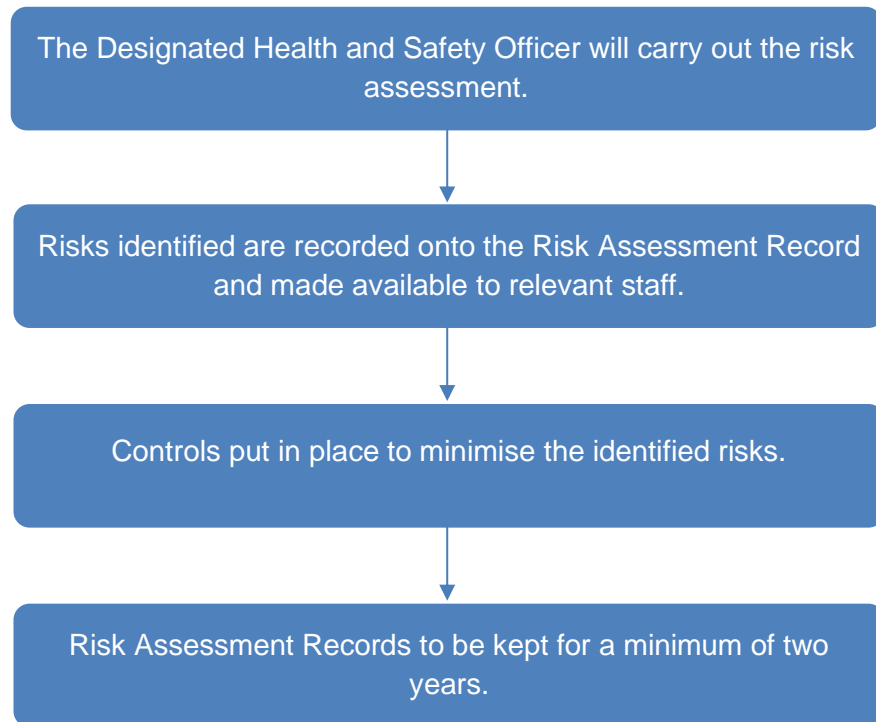 The Designated Health and Safety Officer will carry out the risk
assessment.
Risks identified are recorded onto the Risk Assessment Record
and made available to relevant staff.
Controls put in place to minimise the identified risks.
Risk Assessment Records to be kept for a minimum of two
years.